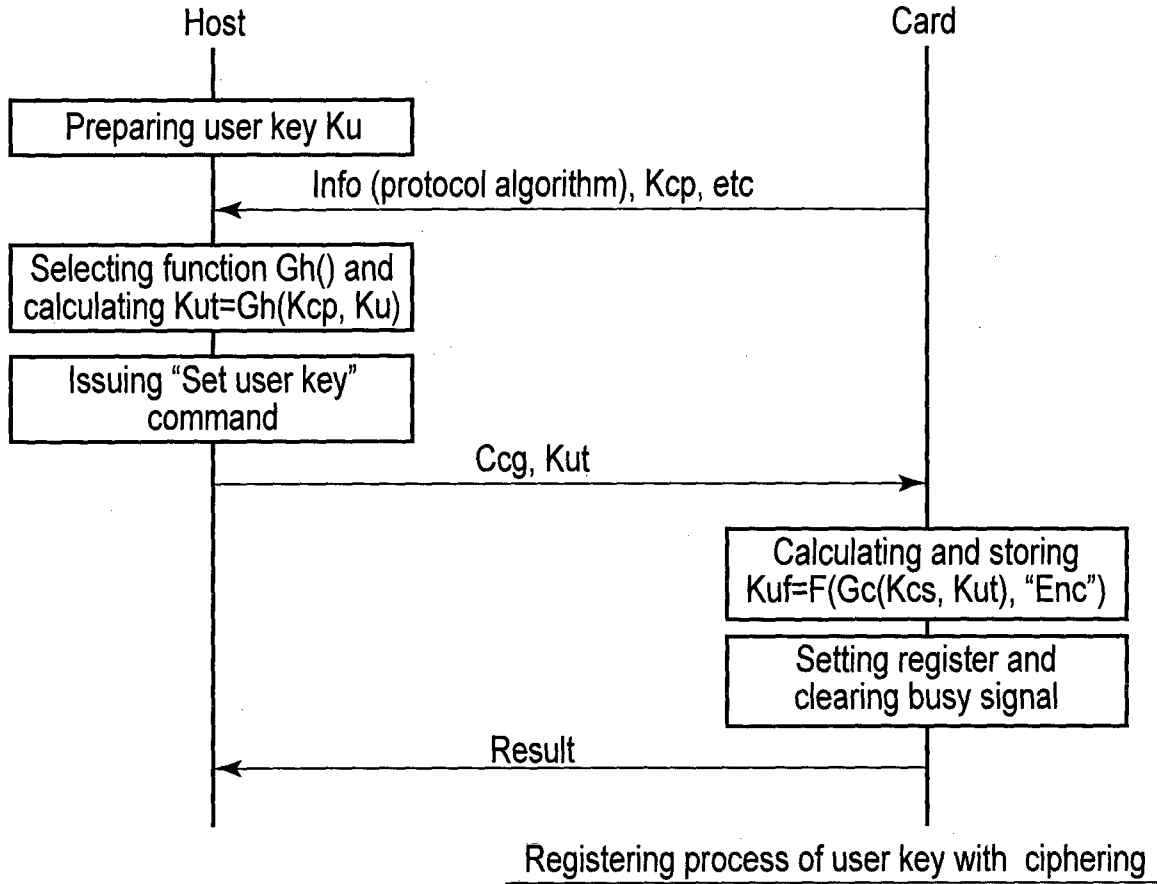 Host
Card
Preparing user key Ku
Info (protocol algorithm), Kcp, etc
Selecting function Gh() and
calculating Kut=Gh(Kcp, Ku)
Issuing “Set user key”
command
Ccg, Kut
Calculating and storing
Kuf=F(Gc(Kcs, Kut), “Enc”)
Setting register and
clearing busy signal
Result
Registering process of user key with ciphering